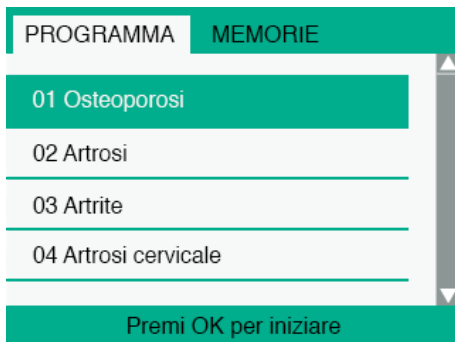 PROGRAMMA MEMORIE
01 Osteoporosi
02 Artrosi
03 Artrite
04 Artrosi cervicale
Premi OK per iniziare